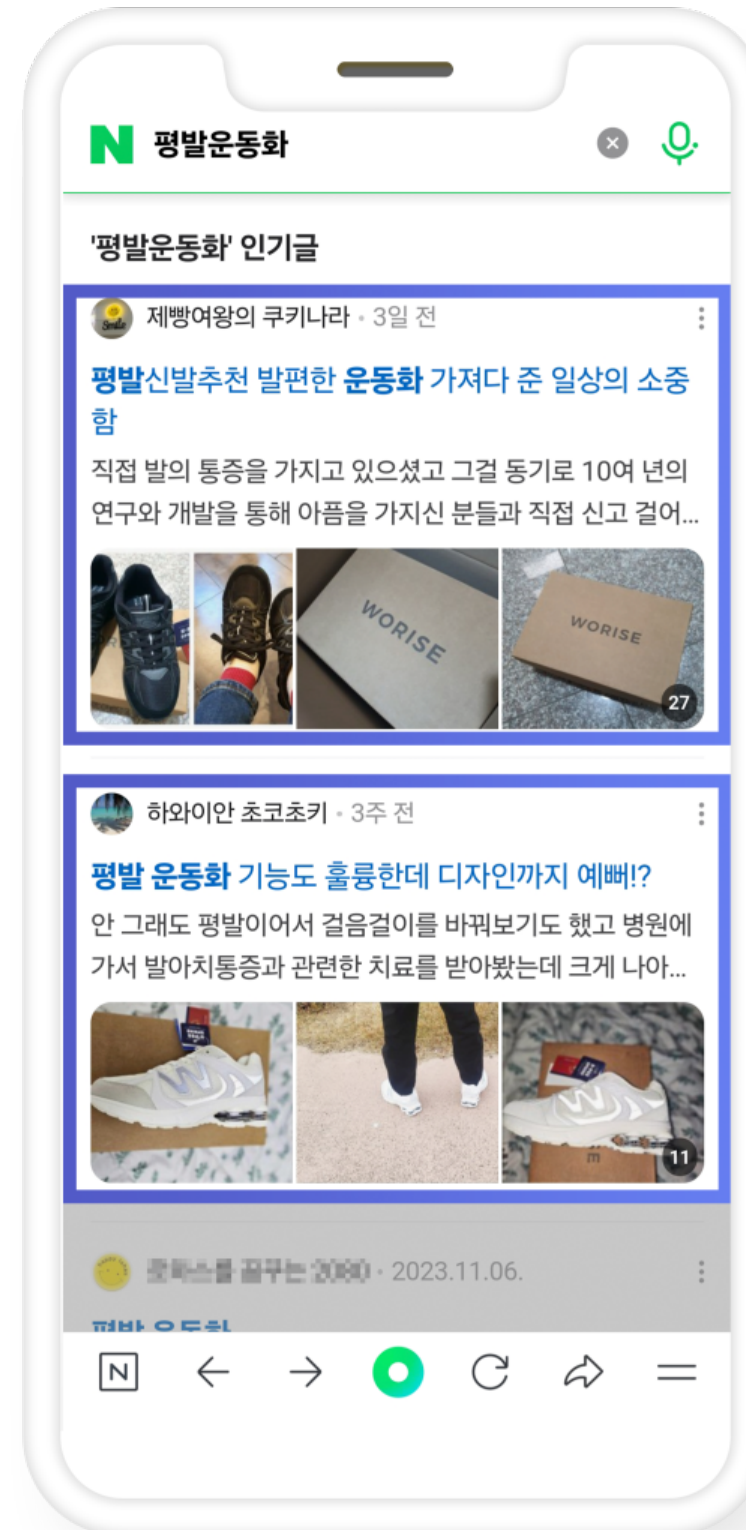 N 평발운동화
'평발운동화' 인기글
Smile
제빵여왕의 쿠키나라 • 3일 전
평발신발추천 발편한 운동화 가져다 준 일상의 소중
함
직접 발의 통증을 가지고 있으셨고 그걸 동기로 10여 년의
연구와 개발을 통해 아픔을 가지신 분들과 직접 신고 걸어...
WORISE
WORISE
27
하와이안 초코초키 • 3주 전
평발 운동화 기능도 훌륭한데 디자인까지 예뻐!?
안 그래도 평발이어서 걸음걸이를 바꿔보기도 했고 병원에
가서 발아치통증과 관련한 치료를 받아봤는데 크게 나아...
11
2023.11.06.
평발 운동화
N